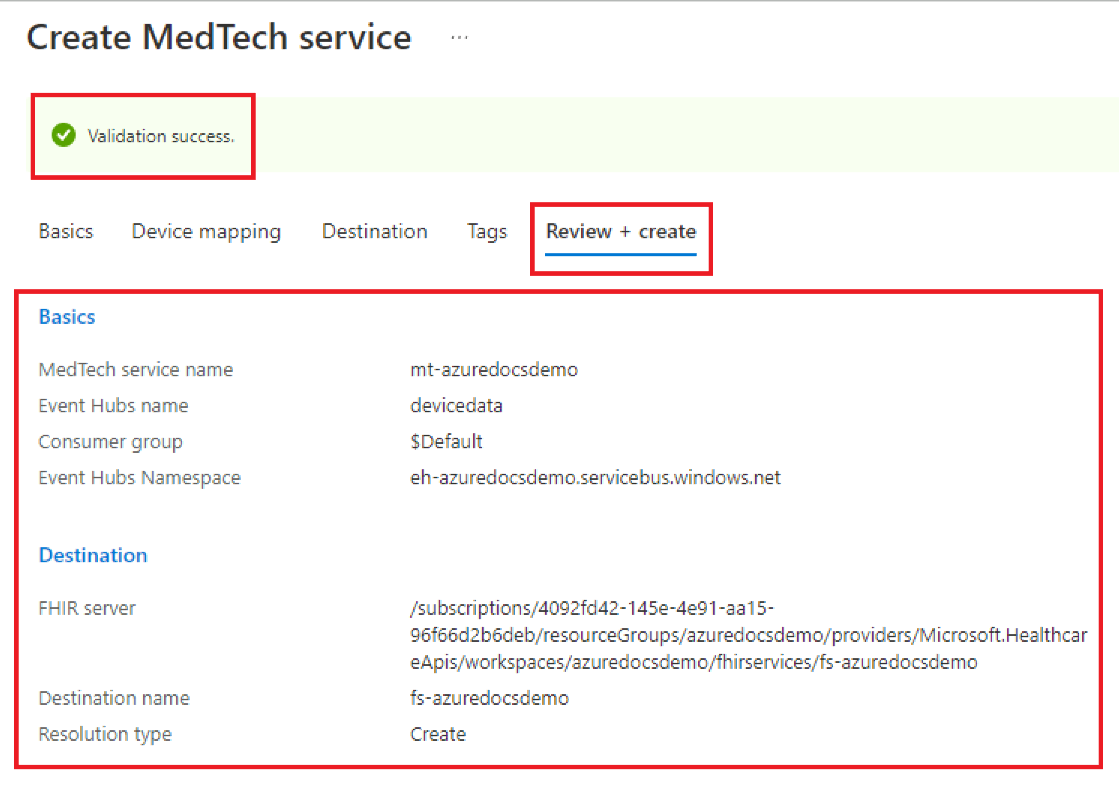 Create MedTech service ...
Validation success.
Basics Device mapping Destination Tags Review + create
Basics
MedTech service name mt-azuredocsdemo
Event Hubs name devicedata
Consumer group $Default
Event Hubs Namespace eh-azuredocsdemo.servicebus.windows.net
Destination
FHIR server /subscriptions/4092fd42-145e-4e91-aa15-
96f66d2b6deb/resourceGroups/azuredocsdemo/providers/Microsoft.Healthcar
eApis/workspaces/azuredocsdemo/fhirservices/fs-azuredocsdemo
Destination name fs-azuredocsdemo
Resolution type Create